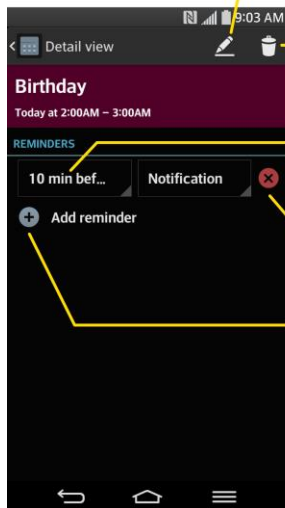 9:03 AM
Detail view
Birthday
Today at 2:00AM – 3:00AM
REMINDERS
10 min bef... Notification
Add reminder